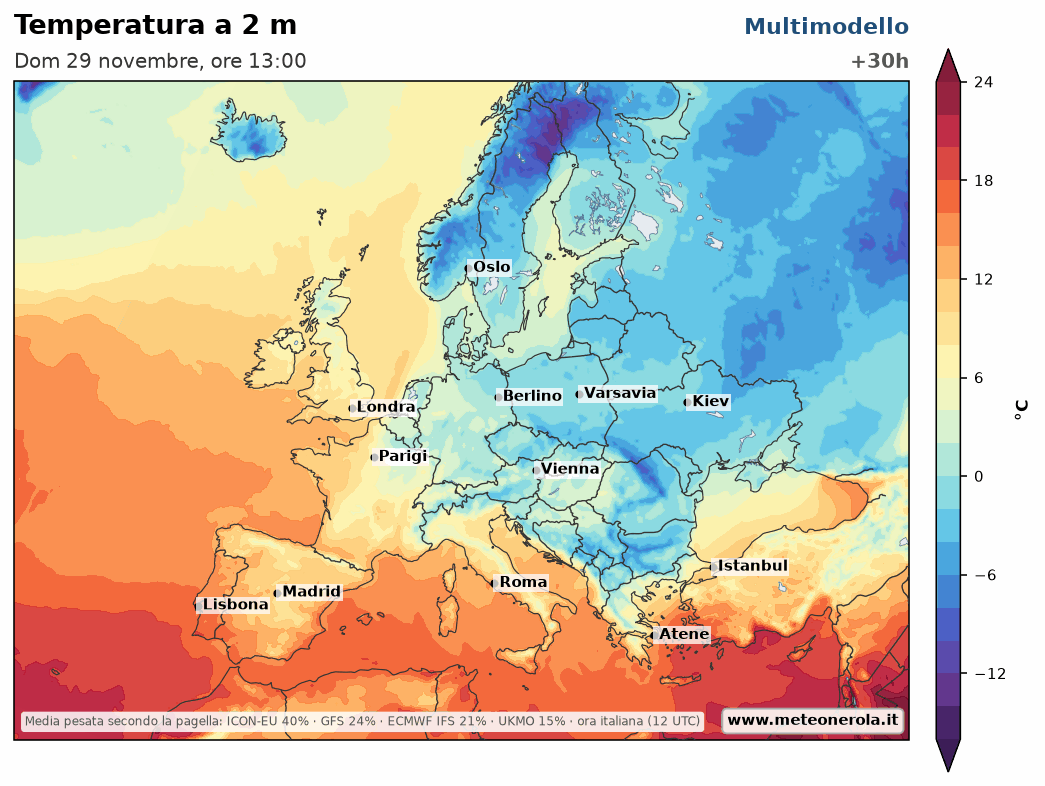 Temperatura a 2 m
Multimodello
Dom 29 novembre, ore 13:00
+30h
24
18
12
6
0
−6
−12
°C
Oslo
Berlino
Varsavia
Kiev
Londra
Parigi
Vienna
Istanbul
Roma
Madrid
Lisbona
Atene
Media pesata secondo la pagella: ICON-EU 40% · GFS 24% · ECMWF IFS 21% · UKMO 15% · ora italiana (12 UTC)
www.meteonerola.it